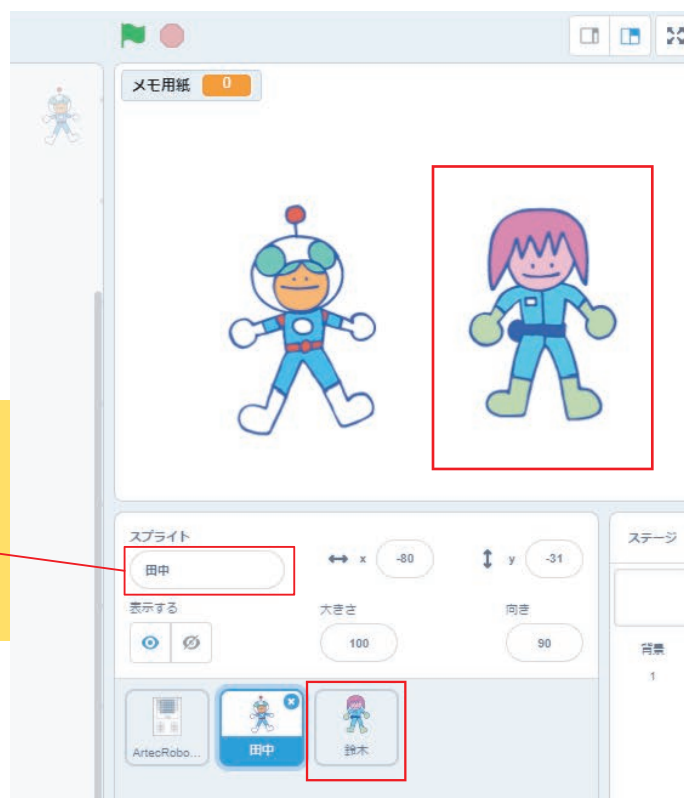 メモ用紙 0
スプライト
田中
x -80
y -31
ステージ
表示する
大きさ
100
向き
90
背景
1
ArtecRobo...
田中
鈴木